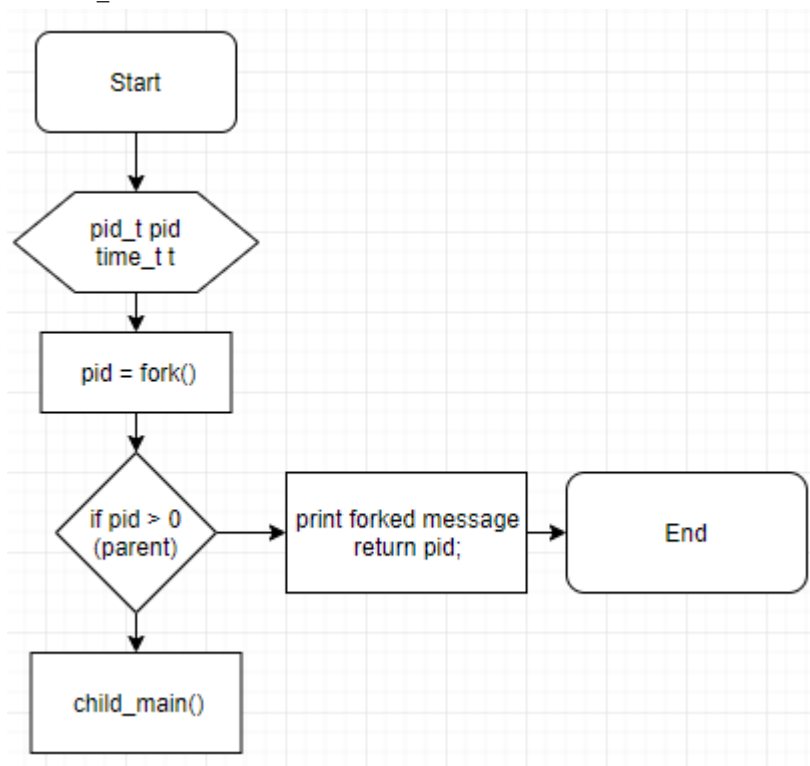 Start
pid_t pid
time_t t
pid = fork()
if pid > 0
(parent)
print forked message
return pid;
End
child_main()